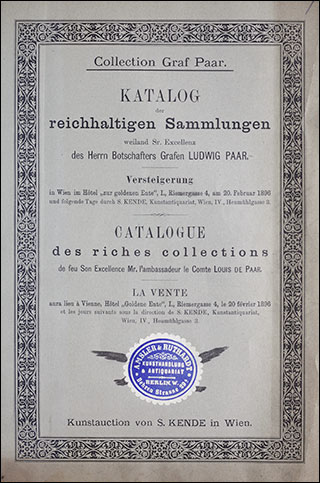 Collection Graf Paar.
KATALOG
der
reichhaltigen Sammlungen
weiland Sr. Excellenz
des Herrn Botschafters Grafen LUDWIG PAAR.
Versteigerung
in Wien im Hôtel „zur goldenen Ente“, I., Riemergasse 4, am 20. Februar 1896
und folgende Tage durch S. KENDE, Kunstantiquariat, Wien, IV., Heumühlgasse 3.
CATALOGUE
des riches collections
de feu Son Excellence Mr. l'ambassadeur le Comte LOUIS DE PAAR.
LA VENTE
aura lieu à Vienne, Hôtel „Goldene Ente“, I., Riemergasse 4, le 20 février 1896
et les jours suivants sous la direction de S. KENDE, Kunstantiquariat,
Wien, IV., Heumühlgasse 3.
AMSLER & RUTHARDT
KUNSTHANDLUNG
& ANTIQUARIAT
BERLIN W.
Kunstauction von S. KENDE in Wien.